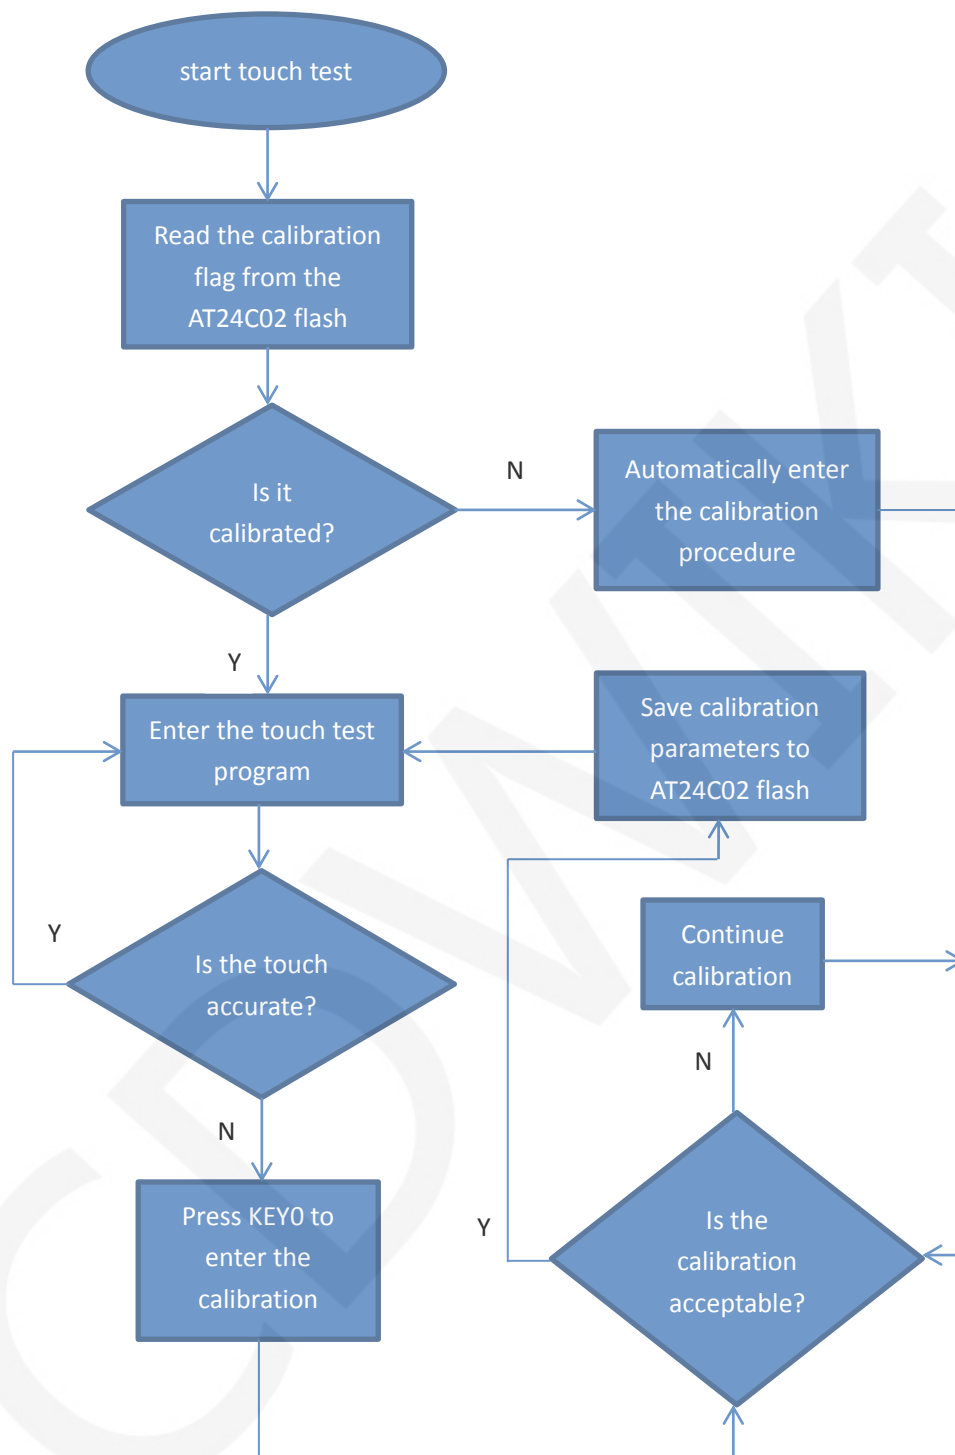 start touch test
Read the calibration
flag from the
AT24C02 flash
Is it
calibrated?
N
Automatically enter
the calibration
procedure
Y
Enter the touch test
program
Save calibration
parameters to
AT24C02 flash
Y
Is the touch
accurate?
Continue
calibration
N
N
Press KEY0 to
enter the
calibration
Y
Is the
calibration
acceptable?